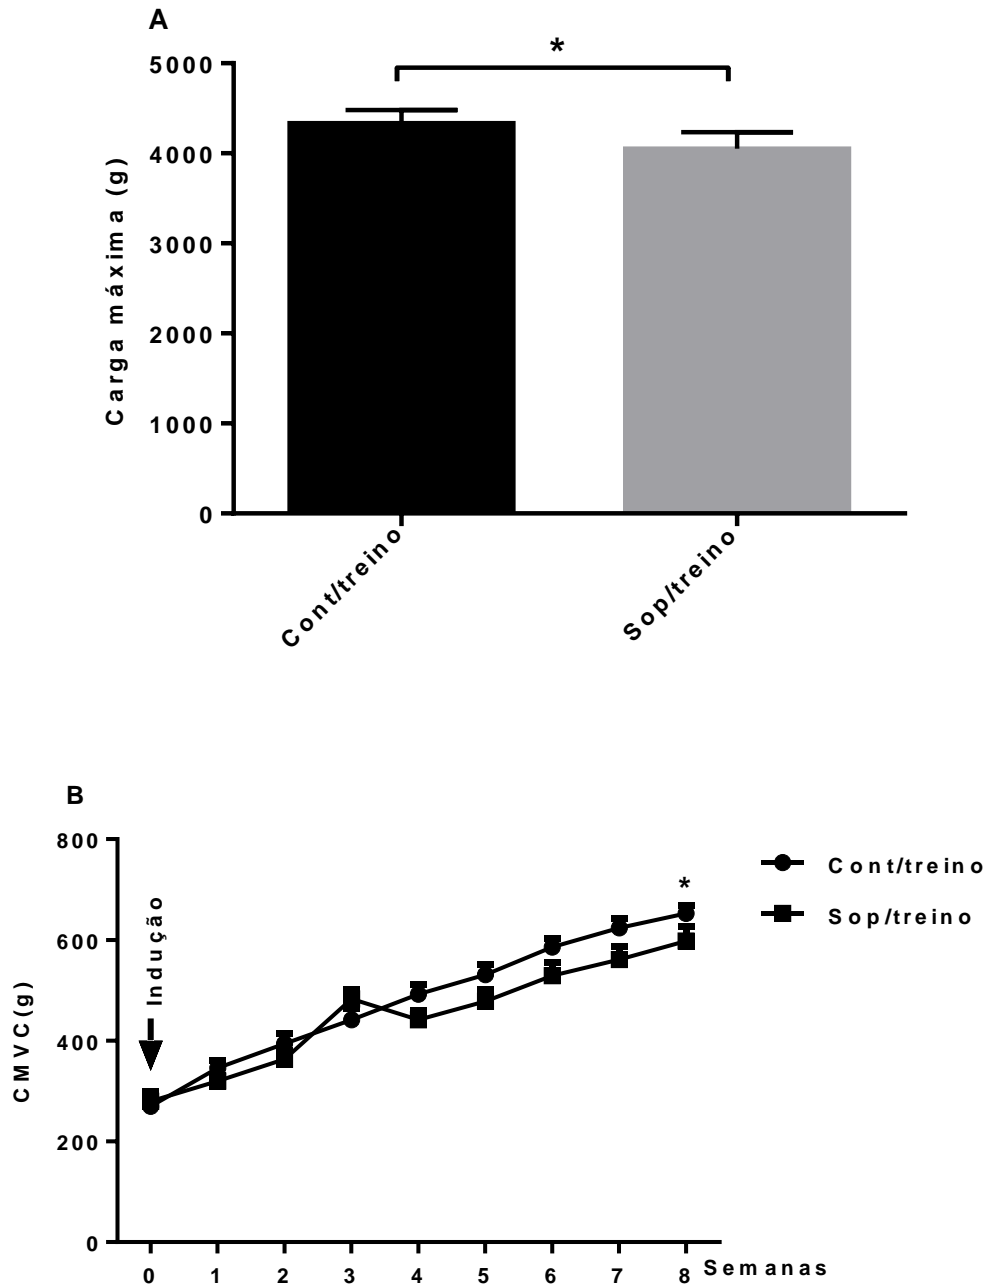 A
*
5000
4000
3000
2000
1000
0
Carga máxima (g)
Cont/treino
Sop/treino
B
800
600
400
200
0
CMVC(g)
Indução
*
Cont/treino
Sop/treino
0 1 2 3 4 5 6 7 8 Semanas